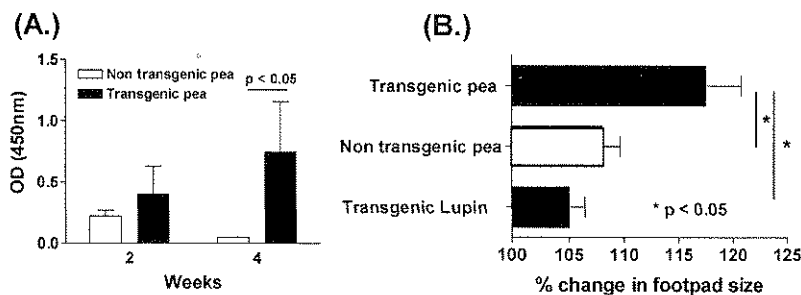 (A.)
1.5
1.0
0.5
0.0
OD (450nm)
Non transgenic pea
Transgenic pea
p < 0.05
2
4
Weeks
(B.)
Transgenic pea
Non transgenic pea
Transgenic Lupin
*
*
* p < 0.05
100 105 110 115 120 125
% change in footpad size